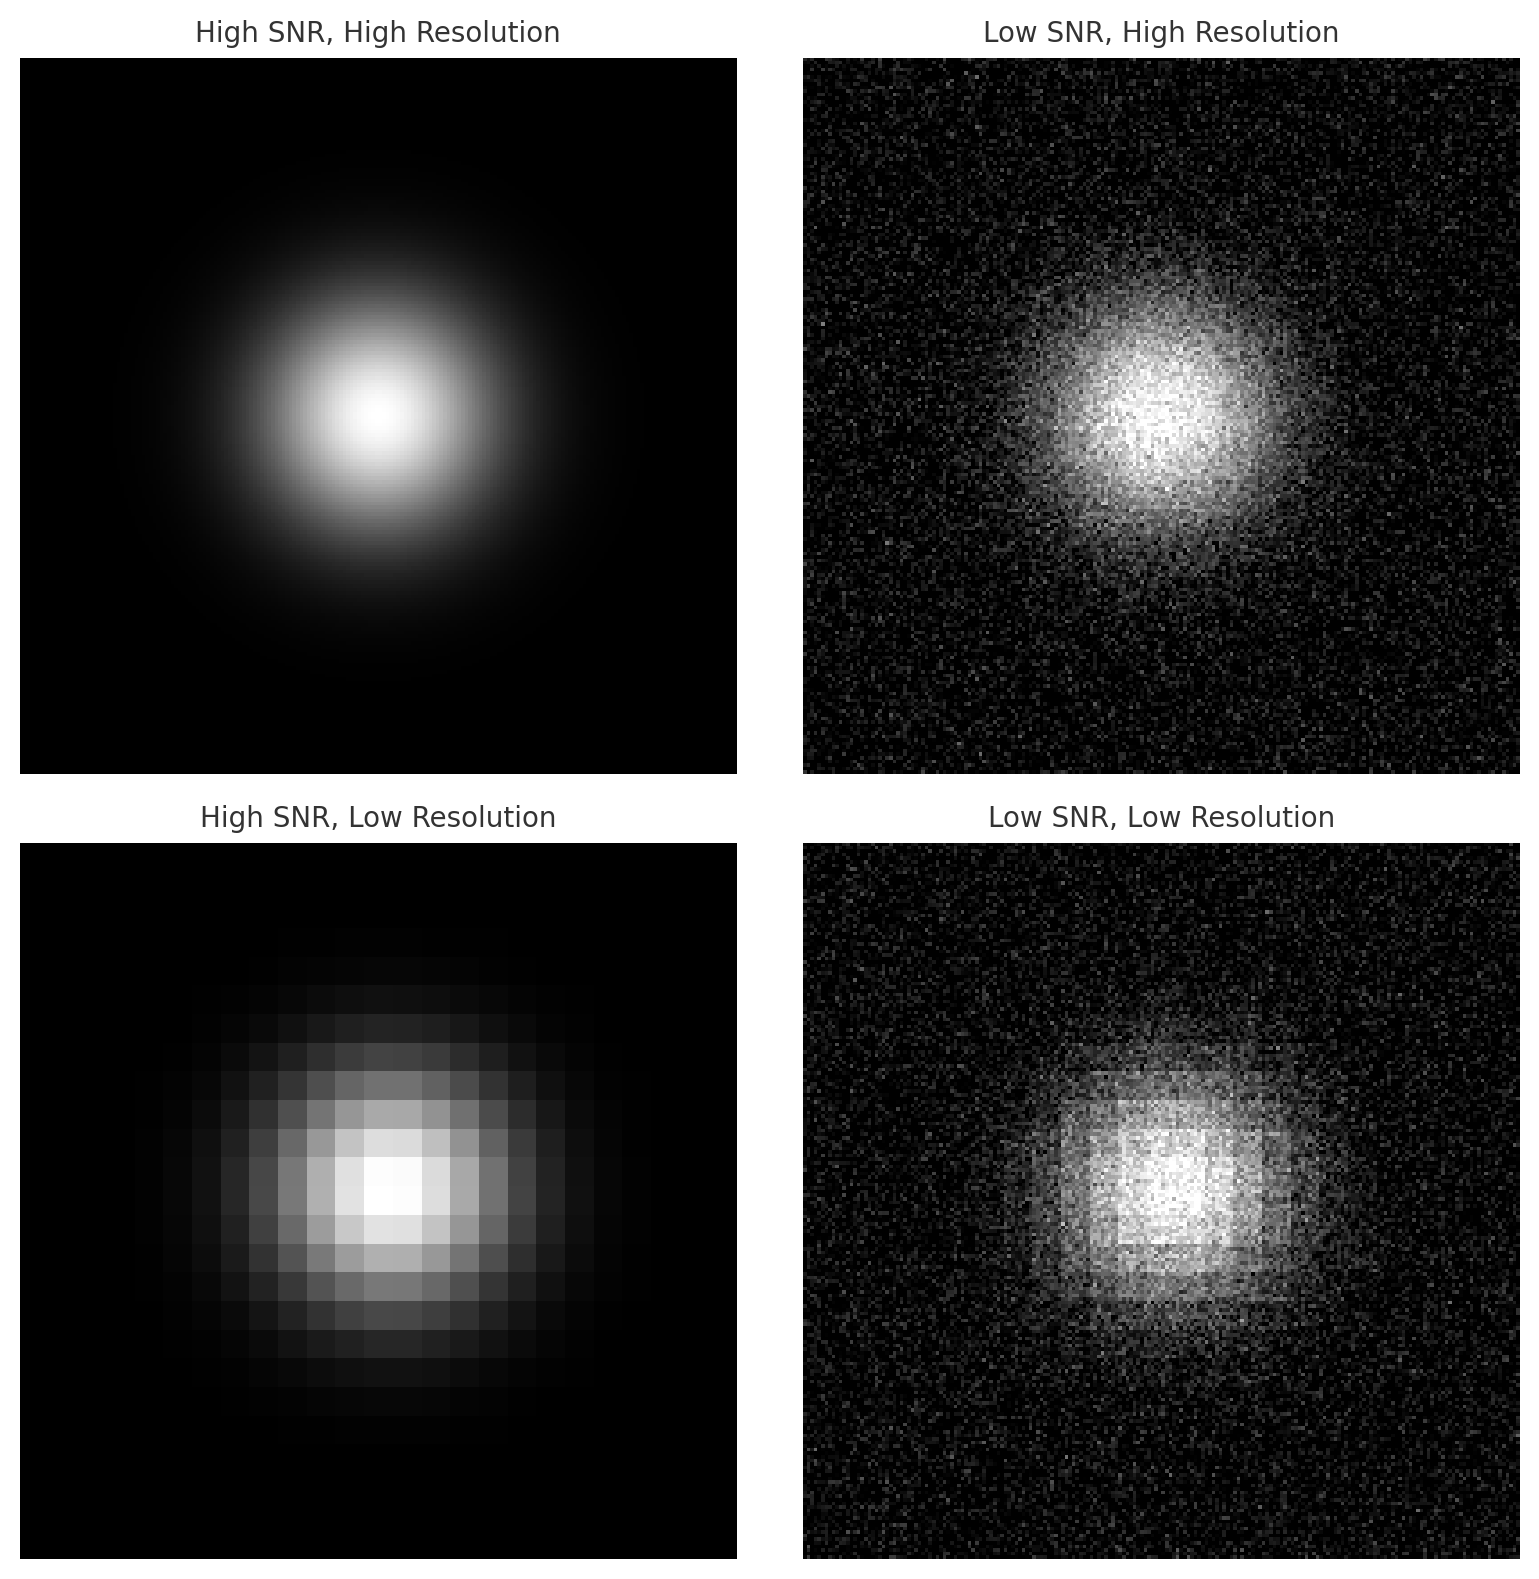 High SNR, High Resolution
Low SNR, High Resolution
High SNR, Low Resolution
Low SNR, Low Resolution